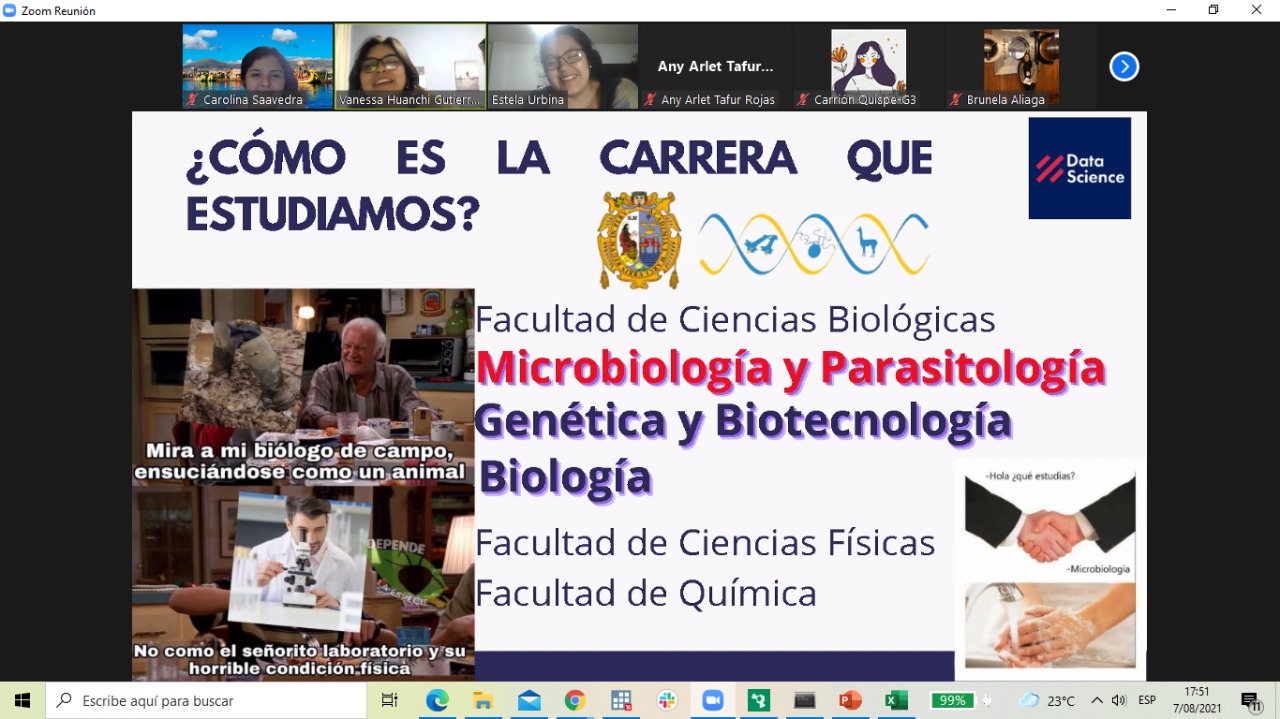 Zoom Reunión
Any Arlet Tafur...
Carolina Saavedra
Vanessa Huanchi Gutierr...
Estela Urbina
Any Arlet Tafur Rojas
Carrión Quispe-G3
Brunela Aliaga
¿CÓMO ES LA CARRERA QUE
ESTUDIAMOS?
Data
Science
Facultad de Ciencias Biológicas
Microbiología y Parasitología
Genética y Biotecnología
Biología
Facultad de Ciencias Físicas
Facultad de Química
Mira a mi biólogo de campo,
ensuciándose como un animal
DEPENDE
ESPECIE
No como el señorito laboratorio y su
horrible condición física
-Hola ¿qué estudias?
-Microbiología
Escribe aquí para buscar
99%
23°C
ESP
17:51
7/08/2021
11